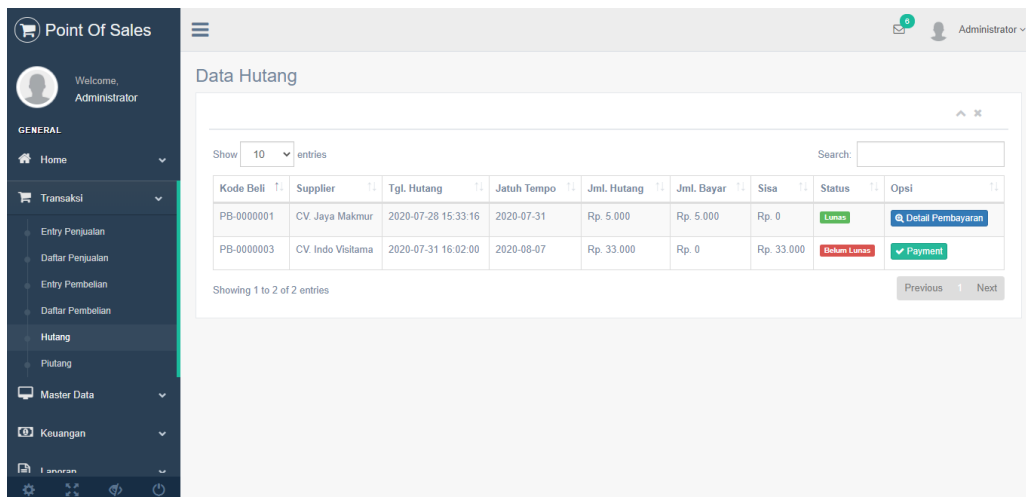 Point Of Sales
6
Administrator
Welcome,
Administrator
GENERAL
Home
Transaksi
Entry Penjualan
Daftar Penjualan
Entry Pembelian
Daftar Pembelian
Hutang
Piutang
Master Data
Keuangan
Laporan
Data Hutang
Show 10 entries
Search:
Kode Beli Supplier Tgl. Hutang Jatuh Tempo Jml. Hutang Jml. Bayar Sisa Status Opsi
PB-0000001 CV. Jaya Makmur 2020-07-28 15:33:16 2020-07-31 Rp. 5.000 Rp. 5.000 Rp. 0 Lunas Detail Pembayaran
PB-0000003 CV. Indo Visitama 2020-07-31 16:02:00 2020-08-07 Rp. 33.000 Rp. 0 Rp. 33.000 Belum Lunas Payment
Showing 1 to 2 of 2 entries
Previous 1 Next